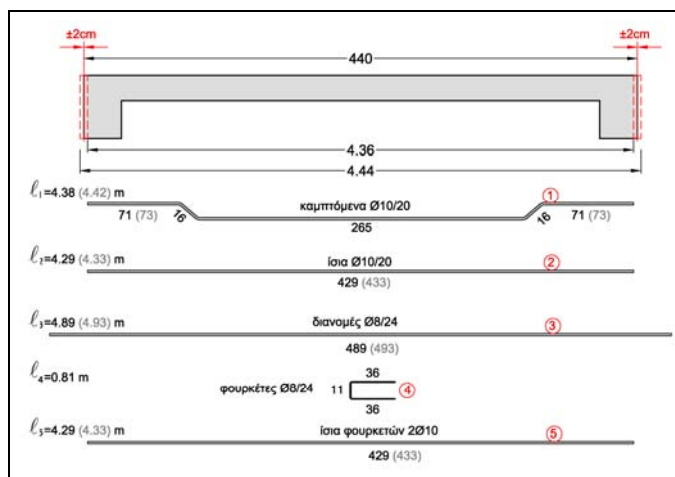 ±2cm ±2cm
440
4.36
4.44
ℓ₁=4.38 (4.42) m
καμπτόμενα Ø10/20 ①
71 (73) 16 265 16 71 (73)
ℓ₂=4.29 (4.33) m
ίσια Ø10/20 ②
429 (433)
ℓ₃=4.89 (4.93) m
διανομές Ø8/24 ③
489 (493)
ℓ₄=0.81 m
36
φουρκέτες Ø8/24 11 ④
36
ℓ₅=4.29 (4.33) m
ίσια φουρκετών 2Ø10 ⑤
429 (433)